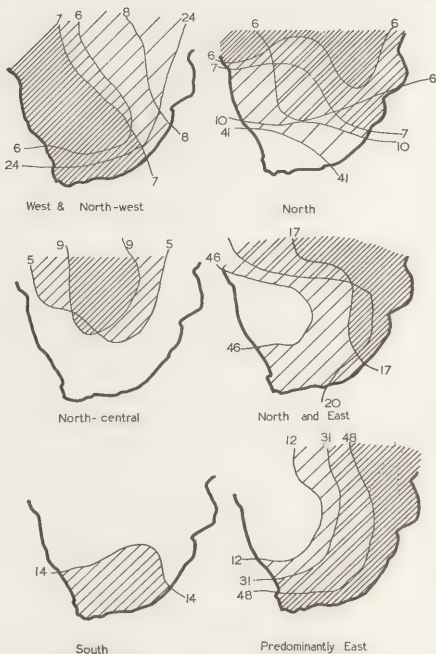 7 6 8 24
6
24
8
7
West & North-west
6 6
6
7
6
10
41
7
10
41
North
5 9 9 5
North-central
17
46
46
17
20
North and East
14
14
South
12 31 48
12
31
48
Predominantly East